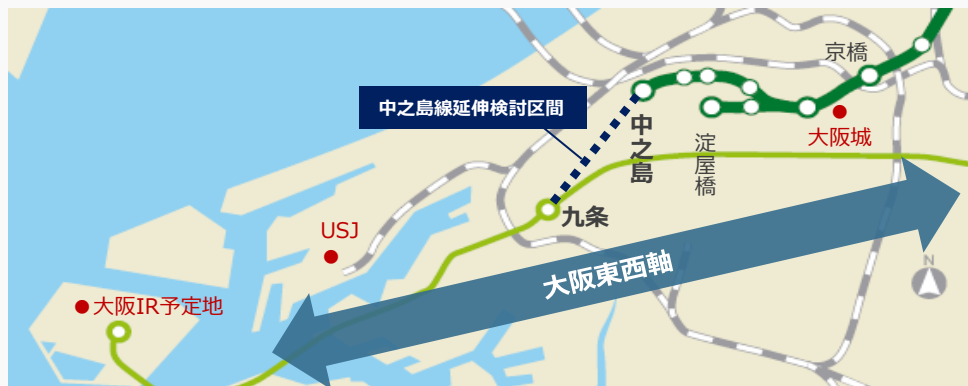 京橋
中之島線延伸検討区間
大阪城
中之島
淀屋橋
九条
USJ
大阪東西軸
N
大阪IR予定地